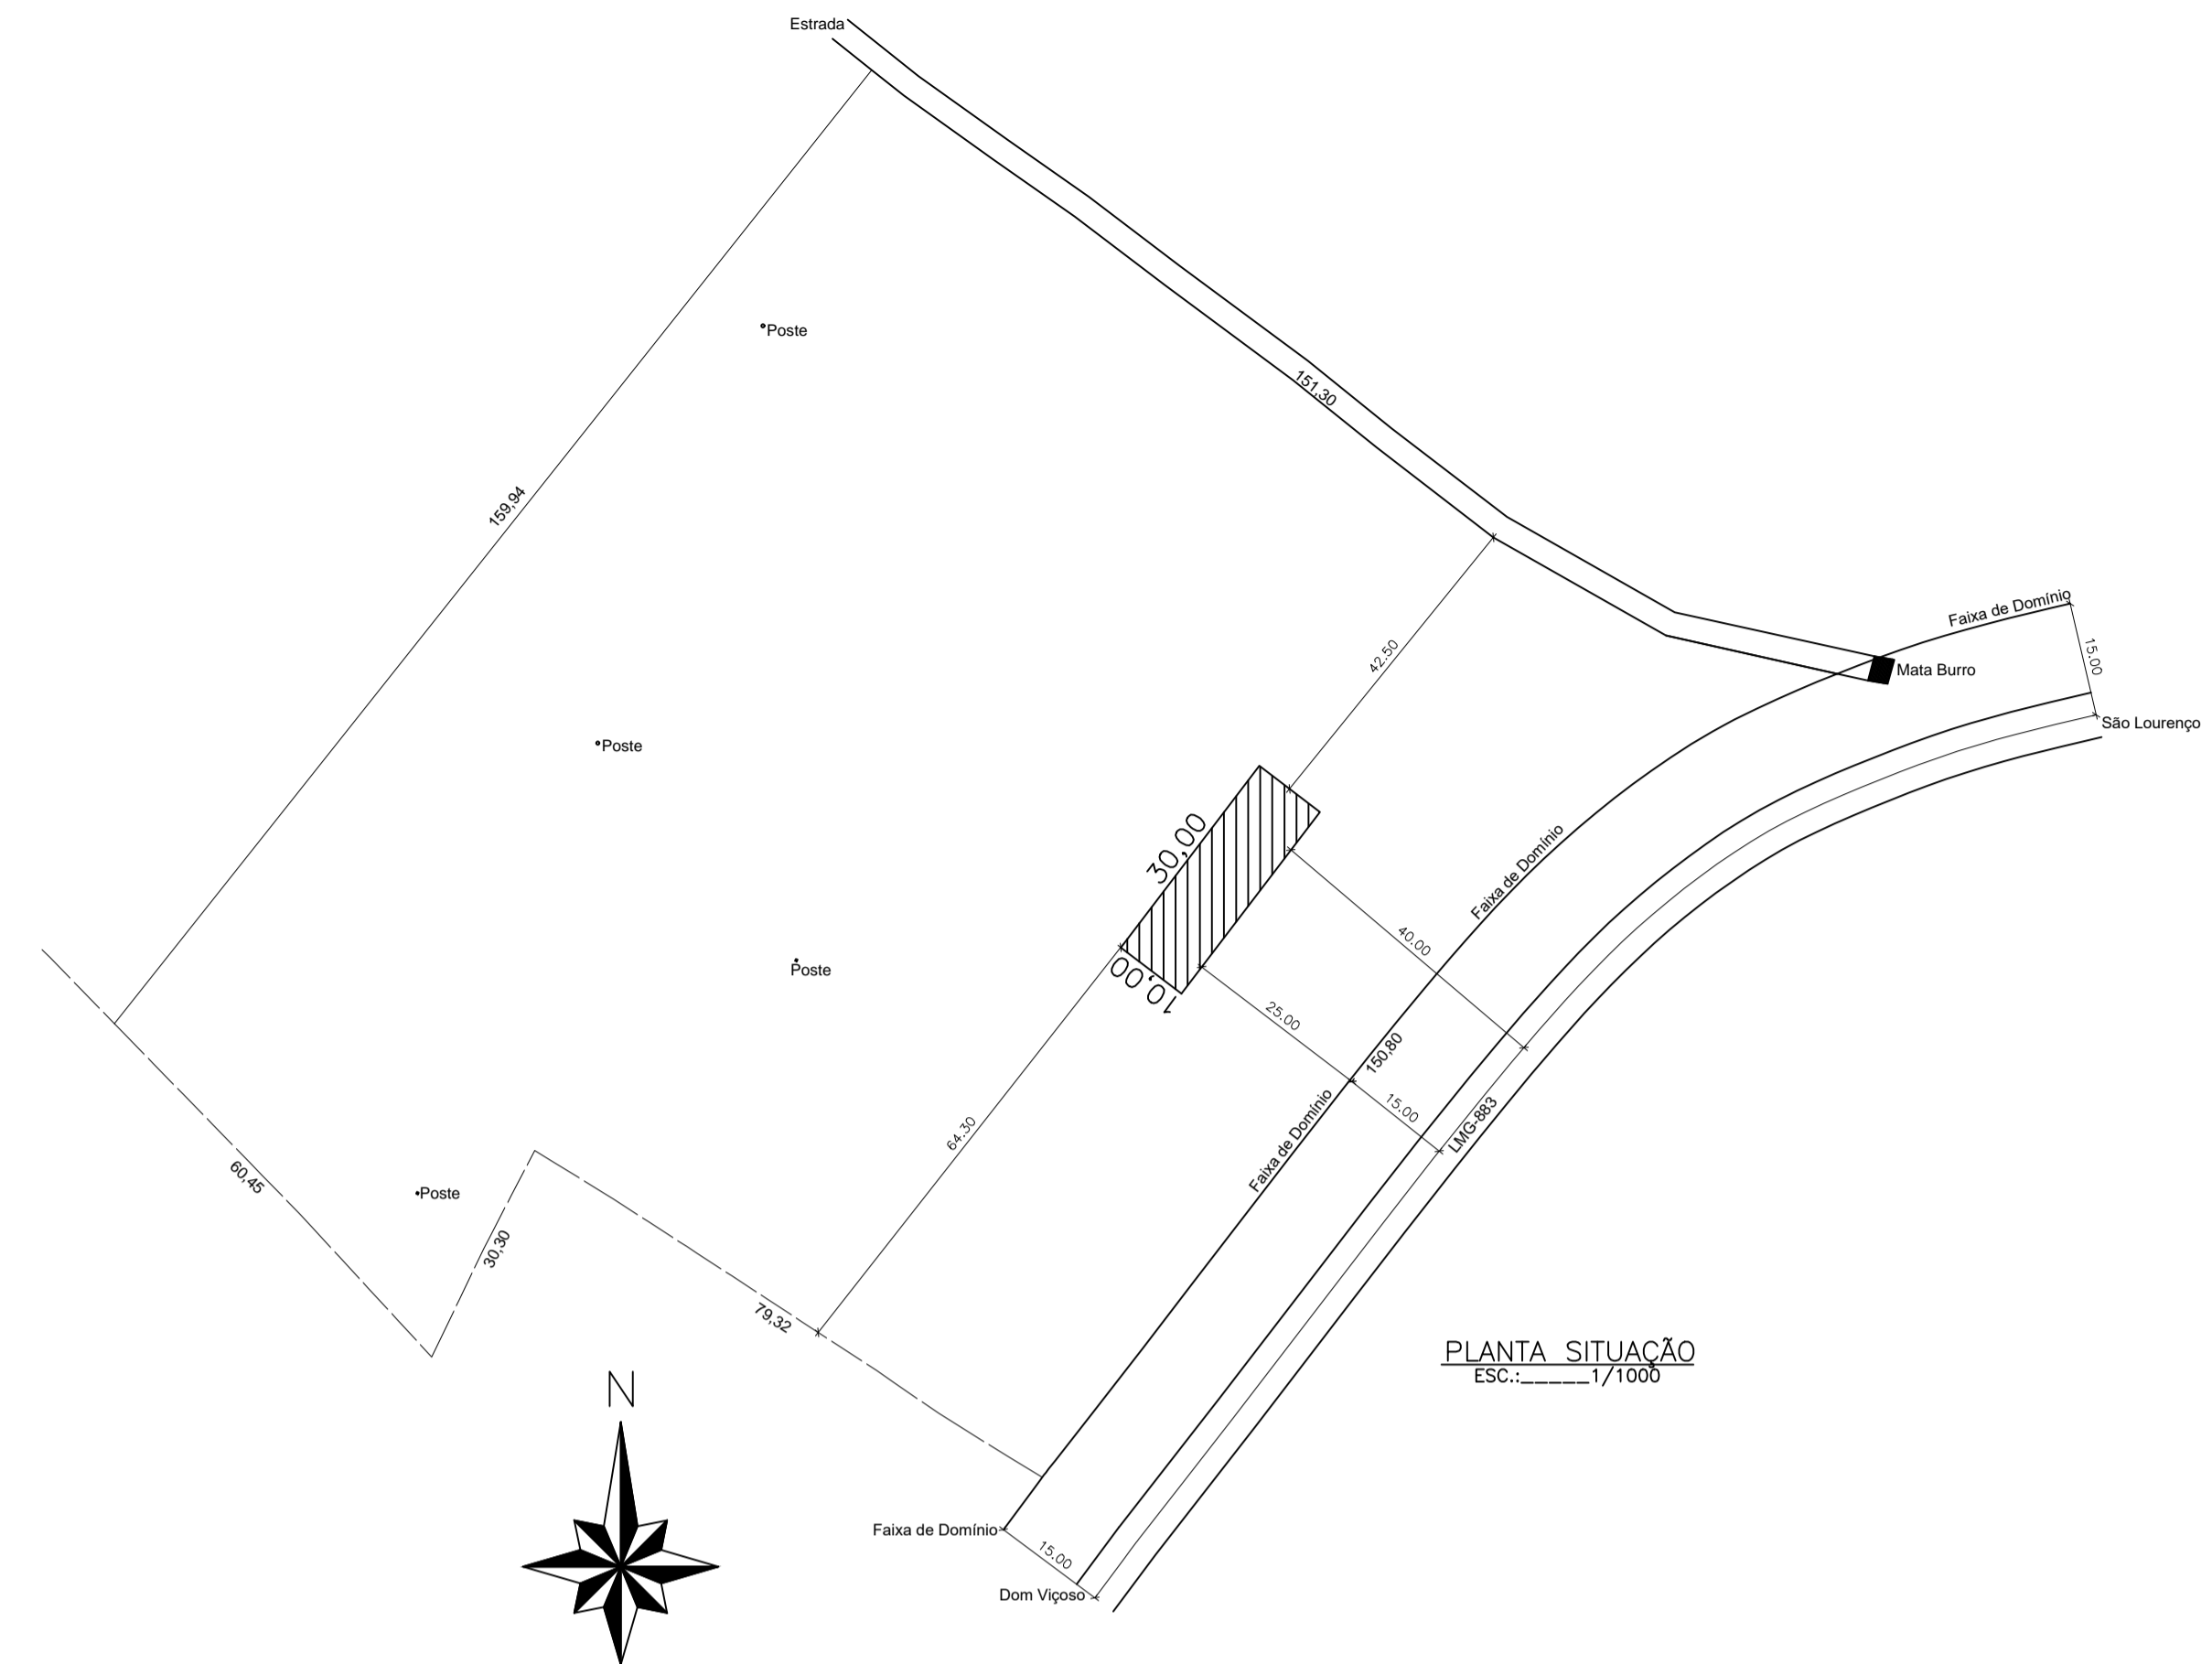 Estrada
Poste
151,30
159,94
42.50
Faixa de Domínio
15.00
Mata Burro
São Lourenço
Poste
30,00
Faixa de Domínio
40.00
Poste
10,00
25.00
150,80
15.00
LMG-883
Faixa de Domínio
64.30
60,45
Poste
30,30
79,32
PLANTA SITUAÇÃO
ESC.:_____1/1000
N
Faixa de Domínio
15.00
Dom Viçoso